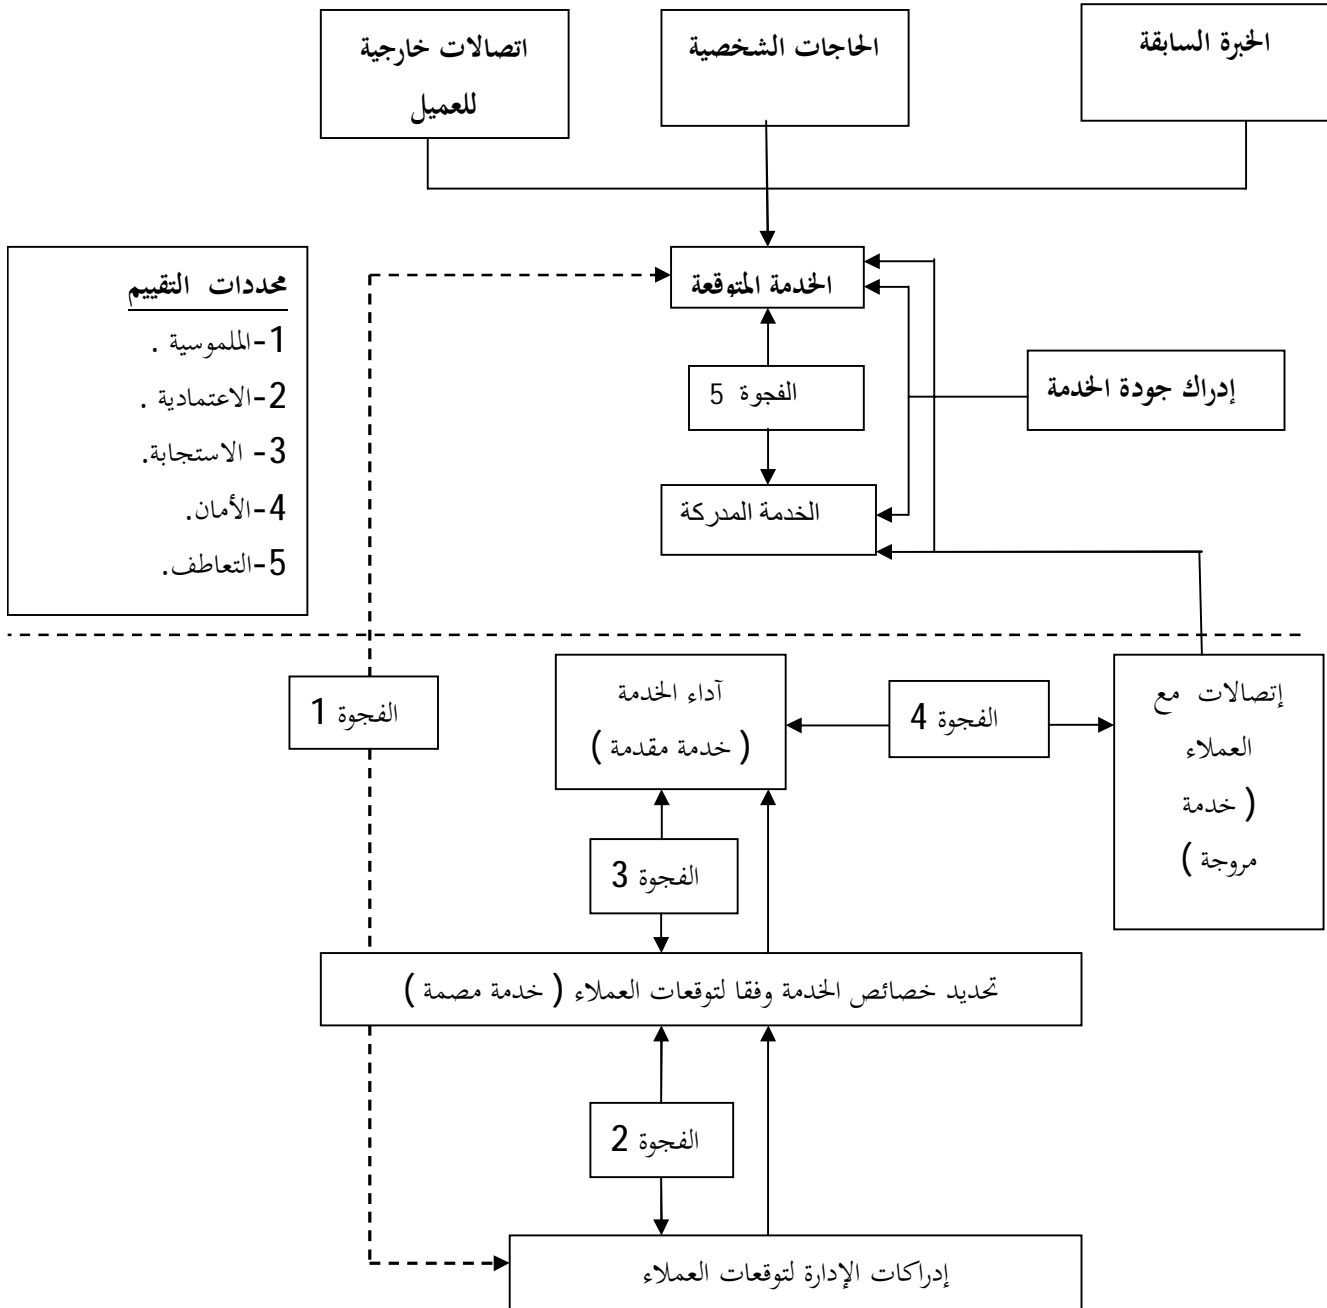 الخبرة السابقة
الحاجات الشخصية
اتصالات خارجية
للعميل
محددات التقييم
1-الملموسية .
2-الاعتمادية .
3- الاستجابة.
4-الأمان.
5-التعاطف.
الخدمة المتوقعة
الفجوة 5
إدراك جودة الخدمة
الخدمة المدركة
إتصالات مع
العملاء
( خدمة
مروجة )
الفجوة 4
آداء الخدمة
( خدمة مقدمة )
الفجوة 1
الفجوة 3
تحديد خصائص الخدمة وفقا لتوقعات العملاء ( خدمة مصمة )
الفجوة 2
إدراكات الإدارة لتوقعات العملاء